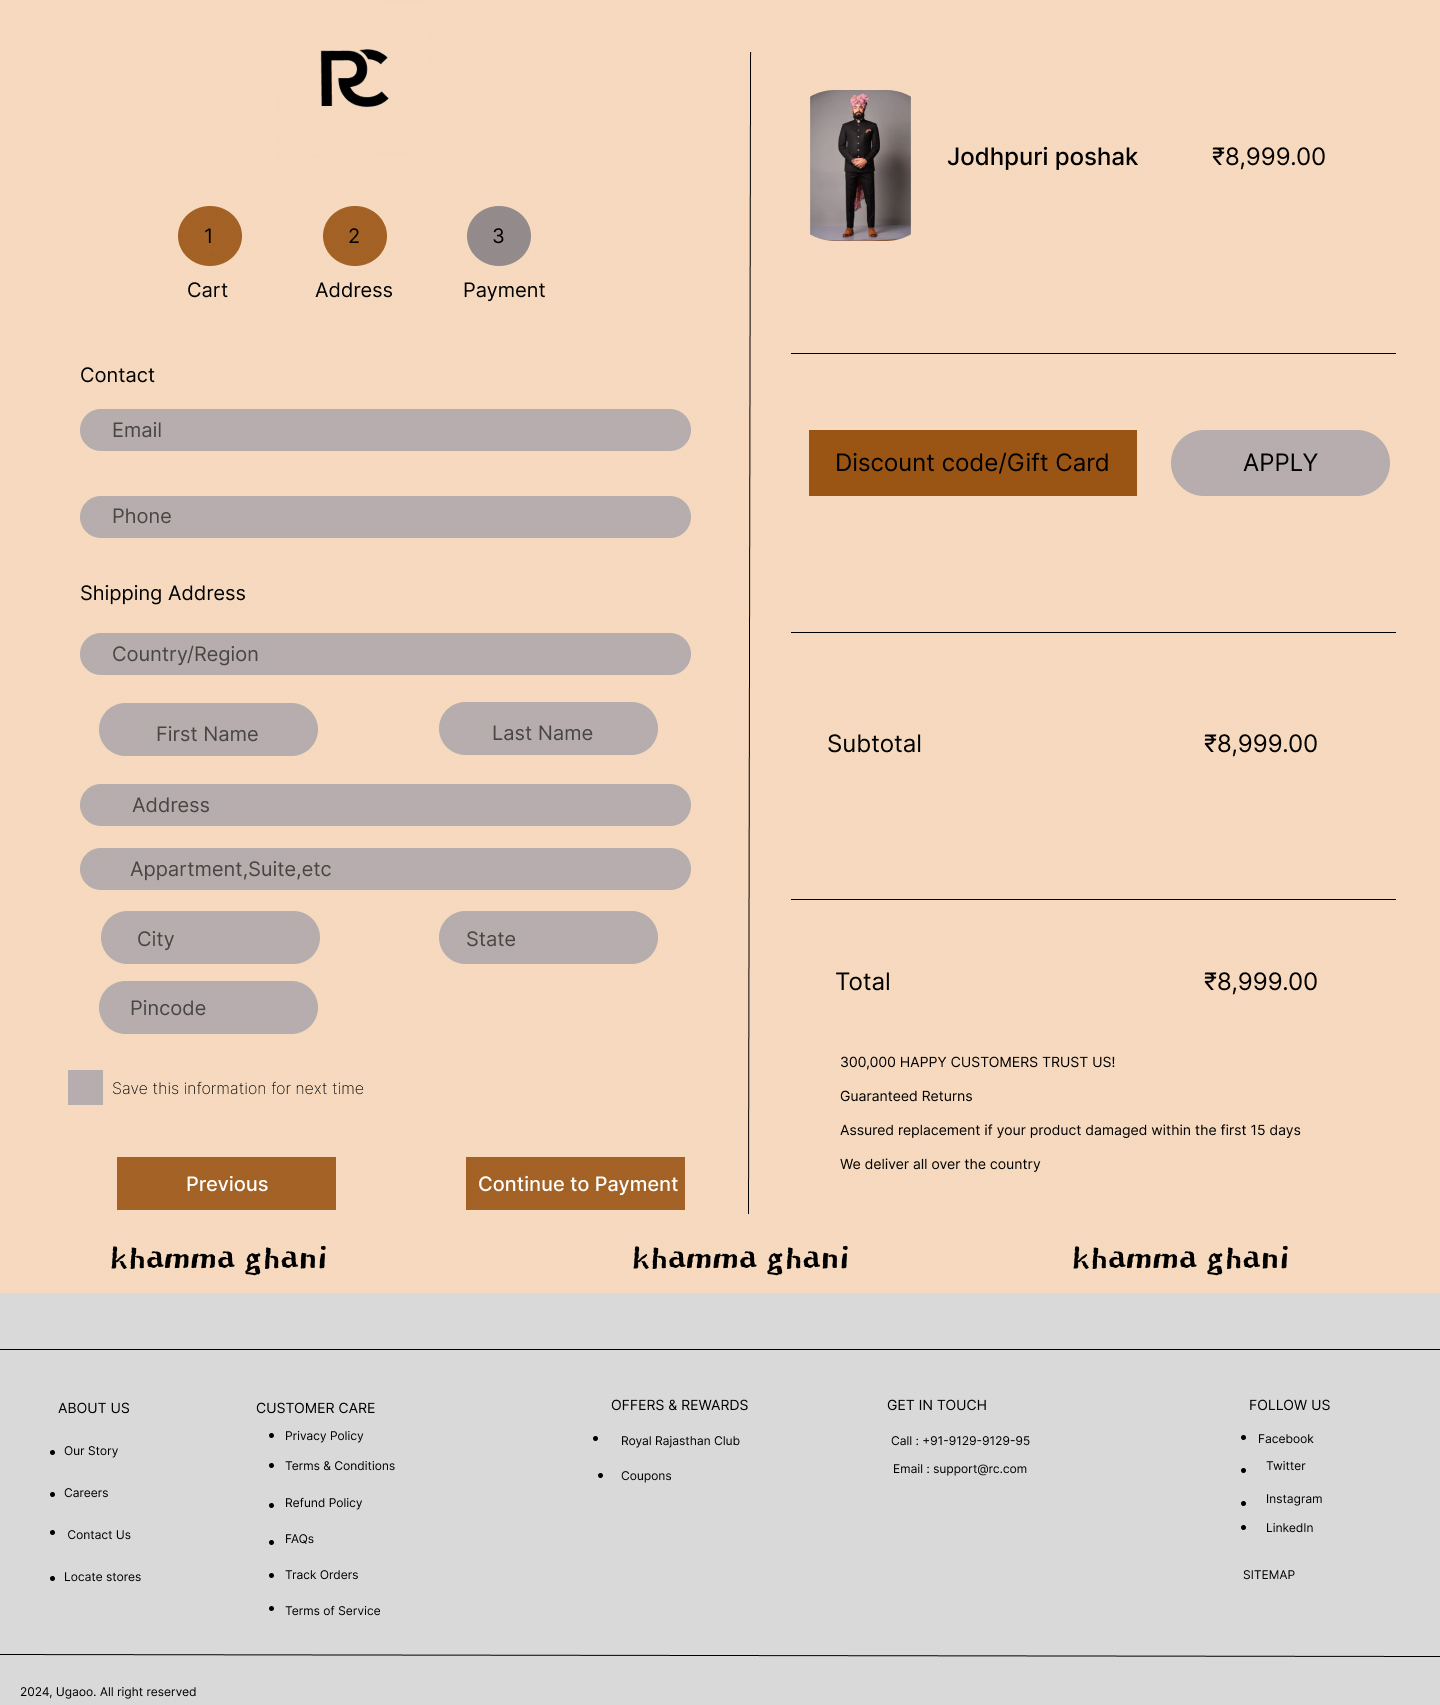 RC
1
2
3
Cart
Address
Payment
Contact
Email
Phone
Shipping Address
Country/Region
First Name
Last Name
Address
Appartment,Suite,etc
City
State
Pincode
Save this information for next time
Previous
Continue to Payment
Jodhpuri poshak
₹8,999.00
Discount code/Gift Card
APPLY
Subtotal
₹8,999.00
Total
₹8,999.00
300,000 HAPPY CUSTOMERS TRUST US!
Guaranteed Returns
Assured replacement if your product damaged within the first 15 days
We deliver all over the country
khamma ghani
khamma ghani
khamma ghani
ABOUT US
Our Story
Careers
Contact Us
Locate stores
CUSTOMER CARE
Privacy Policy
Terms & Conditions
Refund Policy
FAQs
Track Orders
Terms of Service
OFFERS & REWARDS
Royal Rajasthan Club
Coupons
GET IN TOUCH
Call : +91-9129-9129-95
Email : support@rc.com
FOLLOW US
Facebook
Twitter
Instagram
LinkedIn
SITEMAP
2024, Ugaoo. All right reserved